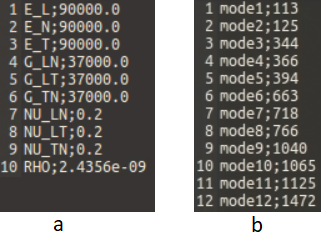 1 E_L;90000.0
2 E_N;90000.0
3 E_T;90000.0
4 G_LN;37000.0
5 G_LT;37000.0
6 G_TN;37000.0
7 NU_LN;0.2
8 NU_LT;0.2
9 NU_TN;0.2
10 RHO;2.4356e-09
a
1 mode1;113
2 mode2;125
3 mode3;344
4 mode4;366
5 mode5;394
6 mode6;663
7 mode7;718
8 mode8;766
9 mode9;1040
10 mode10;1065
11 mode11;1125
12 mode12;1472
b